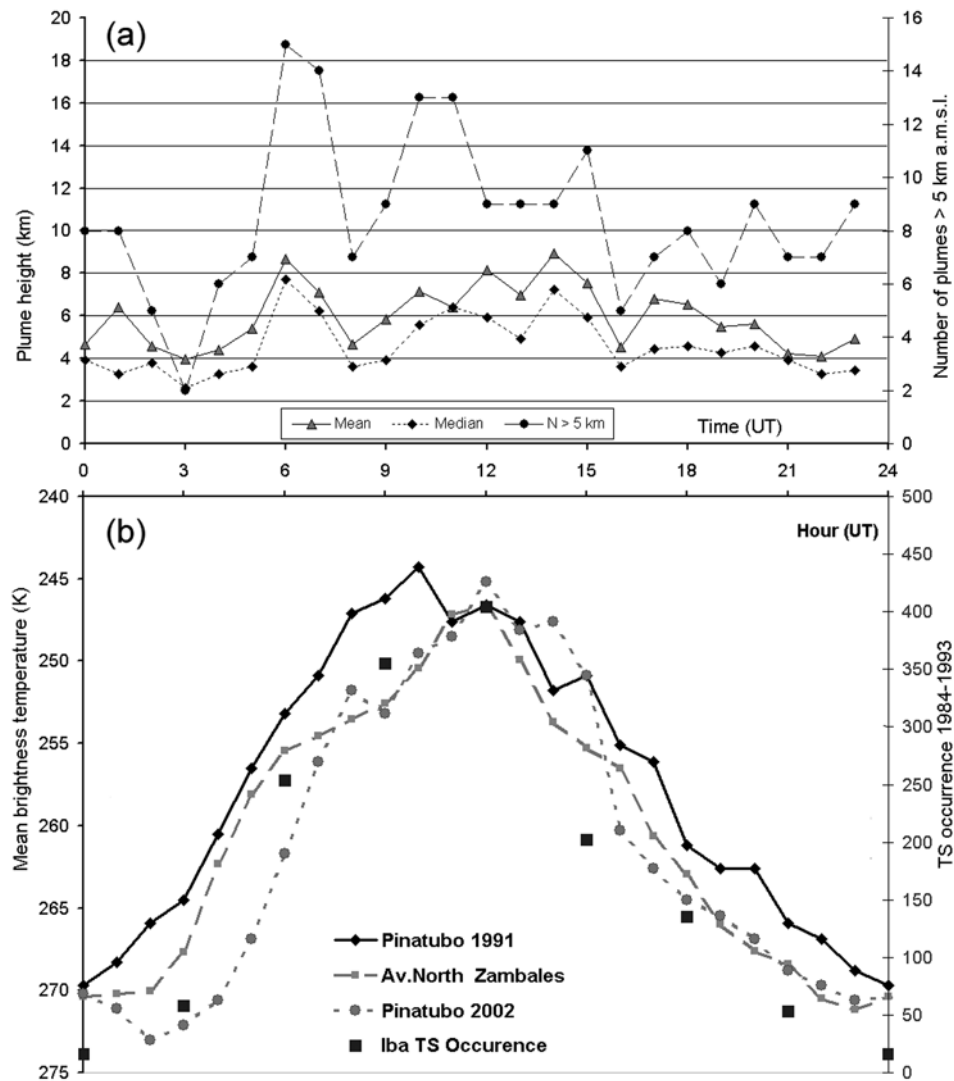 (a)
20
18
16
14
12
10
8
6
4
2
0
Plume height (km)
16
14
12
10
8
6
4
2
0
Number of plumes > 5 km a.m.s.l.
Mean Median N > 5 km
Time (UT)
0 3 6 9 12 15 18 21 24
(b)
Hour (UT)
240
245
250
255
260
265
270
275
Mean brightness temperature (K)
500
450
400
350
300
250
200
150
100
50
0
TS occurrence 1984-1993
Pinatubo 1991
Av.North Zambales
Pinatubo 2002
Iba TS Occurence